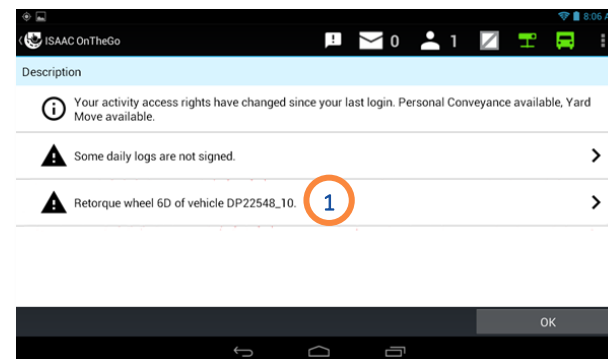 8:06 A
ISAAC OnTheGo
0
1
Description
Your activity access rights have changed since your last login. Personal Conveyance available, Yard
Move available.
Some daily logs are not signed.
Retorque wheel 6D of vehicle DP22548_10.
1
OK